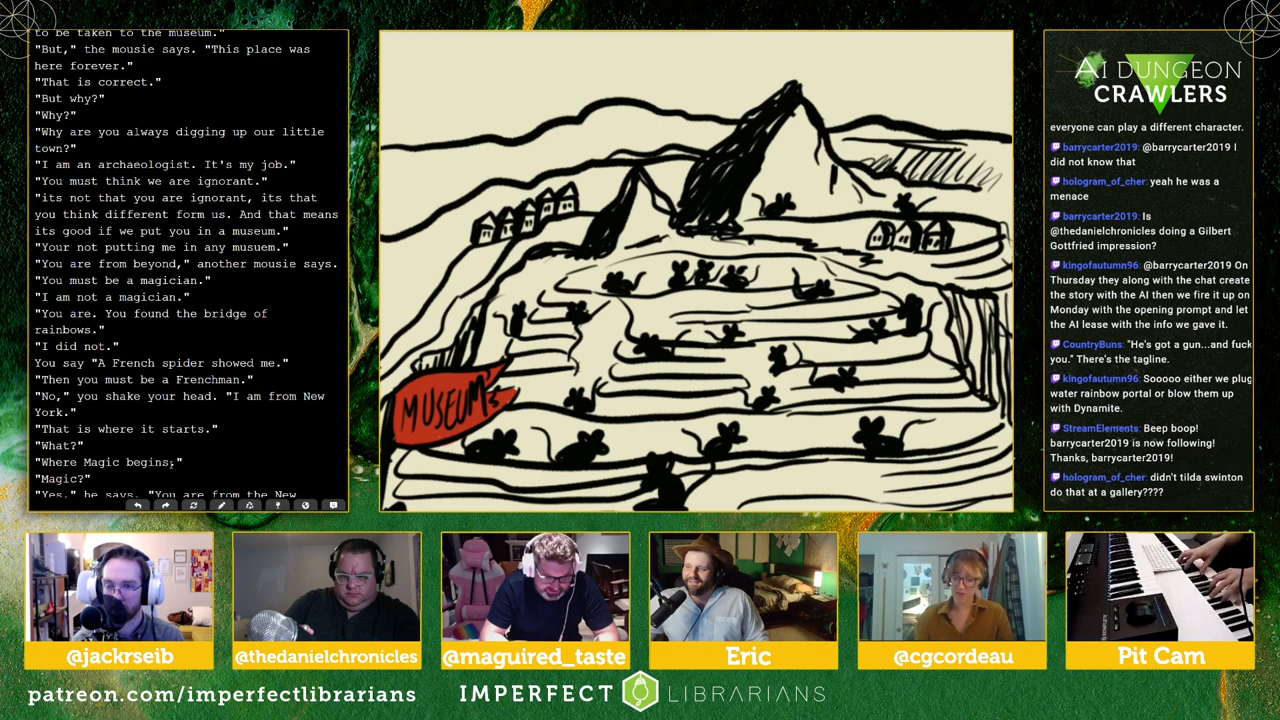 to be taken to the museum."
"But," the mousie says. "This place was
here forever."
"That is correct."
"But why?"
"Why?"
"Why are you always digging up our little
town?"
"I am an archaeologist. It's my job."
"You must think we are ignorant."
"its not that you are ignorant, its that
you think different form us. And that means
its good if we put you in a museum."
"Your not putting me in any musuem."
"You are from beyond," another mousie says.
"You must be a magician."
"I am not a magician."
"You are. You found the bridge of
rainbows."
"I did not."
You say "A French spider showed me."
"Then you must be a Frenchman."
"No," you shake your head. "I am from New
York."
"That is where it starts."
"What?"
"Where Magic begins."
"Magic?"
"Yes," he says. "You are from the New
MUSEUM
AI DUNGEON
CRAWLERS
everyone can play a different character.
barrycarter2019: @barrycarter2019 I
did not know that
hologram_of_cher: yeah he was a
menace
barrycarter2019: Is
@thedanielchronicles doing a Gilbert
Gottfried impression?
kingofautumn96: @barrycarter2019 On
Thursday they along with the chat create
the story with the AI then we fire it up on
Monday with the opening prompt and let
the AI lease with the info we gave it.
CountryBuns: "He's got a gun...and fuck
you." There's the tagline.
kingofautumn96: Sooooo either we plug
water rainbow portal or blow them up
with Dynamite.
StreamElements: Beep boop!
barrycarter2019 is now following!
Thanks, barrycarter2019!
hologram_of_cher: didn't tilda swinton
do that at a gallery????
@jackrseib
@thedanielchronicles
@maguired_taste
Eric
@cgcordeau
Pit Cam
patreon.com/imperfectlibrarians
IMPERFECT LIBRARIANS